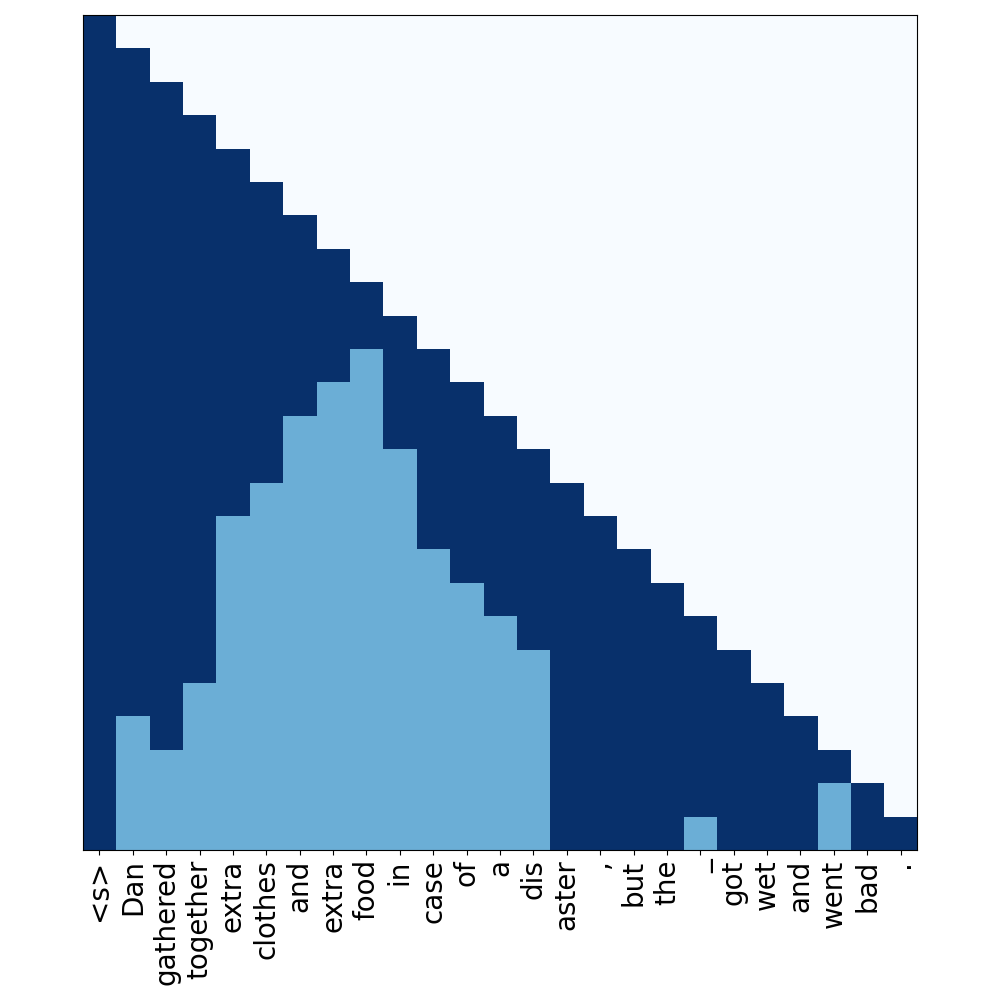 <s>
Dan
gathered
together
extra
clothes
and
extra
food
in
case
of
a
dis
aster
,
but
the
_
got
wet
and
went
bad
.